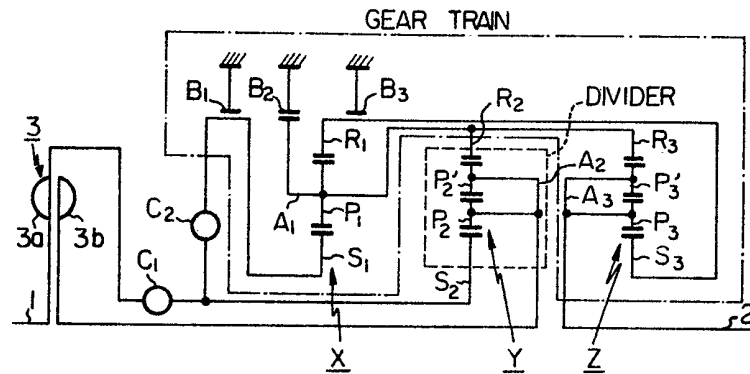 GEAR TRAIN
B1 B2 B3 R2 DIVIDER
3 R1 R3
A2
P2' P3'
C2 A1 P1 P2 A3 P3
3a 3b
C1 S1 S2 S3
1 2
X Y Z